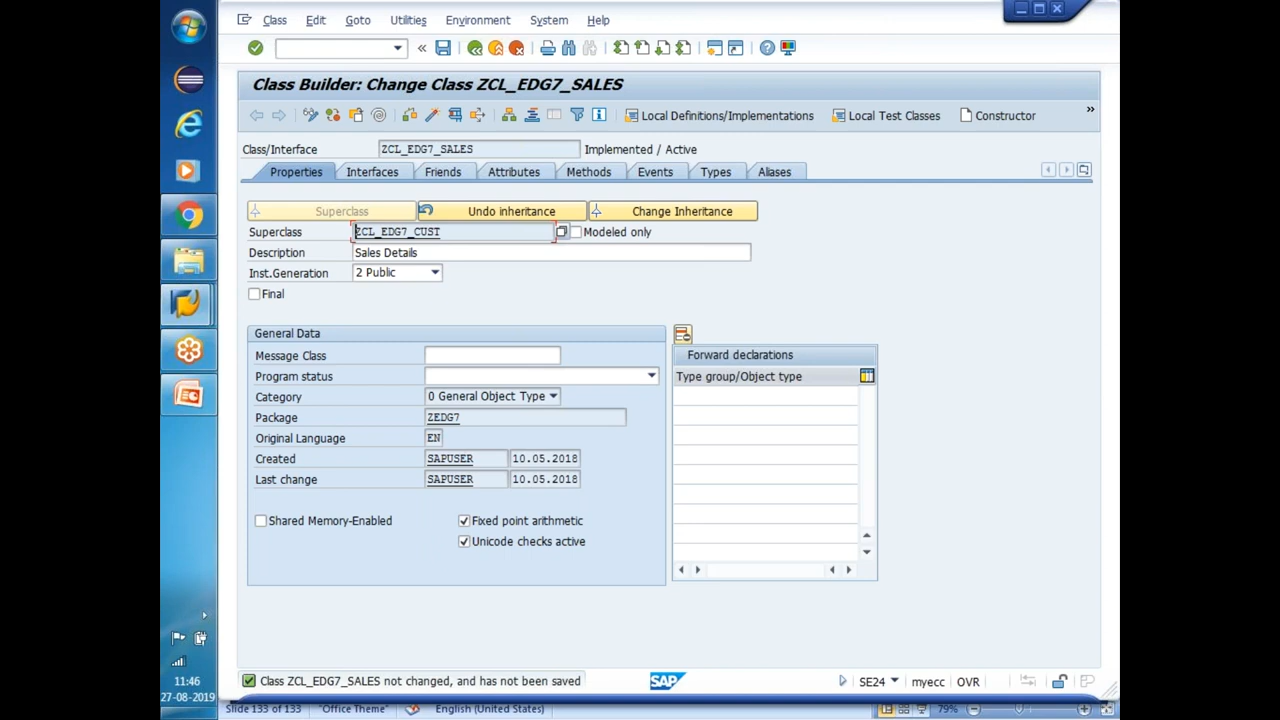 Class Edit Goto Utilities Environment System Help
Class Builder: Change Class ZCL_EDG7_SALES
Local Definitions/Implementations Local Test Classes Constructor
Class/Interface ZCL_EDG7_SALES Implemented / Active
Properties Interfaces Friends Attributes Methods Events Types Aliases
Superclass Undo inheritance Change Inheritance
Superclass ZCL_EDG7_CUST Modeled only
Description Sales Details
Inst.Generation 2 Public
Final
General Data
Message Class
Program status
Category 0 General Object Type
Package ZEDG7
Original Language EN
Created SAPUSER 10.05.2018
Last change SAPUSER 10.05.2018
Shared Memory-Enabled Fixed point arithmetic
Unicode checks active
Forward declarations
Type group/Object type
Class ZCL_EDG7_SALES not changed, and has not been saved SAP SE24 myecc OVR
11:46
27-08-2019
Slide 133 of 133 "Office Theme" English (United States) 79%